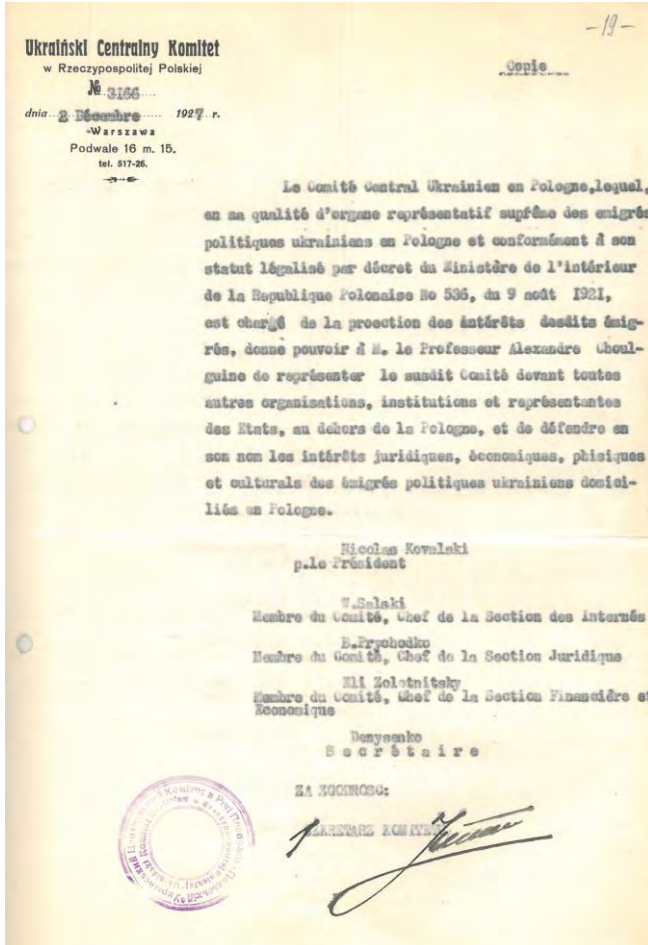 -19-
Ukraiński Centralny Komitet
w Rzeczypospolitej Polskiej
№ 3166
dnia 2 Décembre 1927 r.
Warszawa
Podwale 16 m. 15.
tel. 517-26.
Copie
Le Comité Central Ukrainien en Pologne, lequel,
en sa qualité d'organe représentatif suprême des emigrés
politiques ukrainiens en Pologne et conformément à son
statut légalisé par décret du Ministère de l'intérieur
de la Republique Polonaise No 536, du 9 août 1921,
est chargé de la proection des intérêts desdits émig-
rés, donne pouvoir à M. le Professeur Alexandre Choul-
guine de représenter le susdit Comité devant toutes
autres organisations, institutions et représentantes
des Etats, au dehors de la Pologne, et de défendre en
son nom les intérêts juridiques, économiques, phisiques
et culturals des émigrés politiques ukrainiens domici-
liés en Pologne.
Nicolas Kovalski
p.le Président
W.Salski
Membre du Comité, Chef de la Section des internés
B.Prychodko
Membre du Comité, Chef de la Section Juridique
Eli Zolotnitsky
Membre du Comité, Chef de la Section Financière et
Economique
Denysenko
Secrétaire
ZA ZGODNOSC:
SEKRETARZ KOMITETU